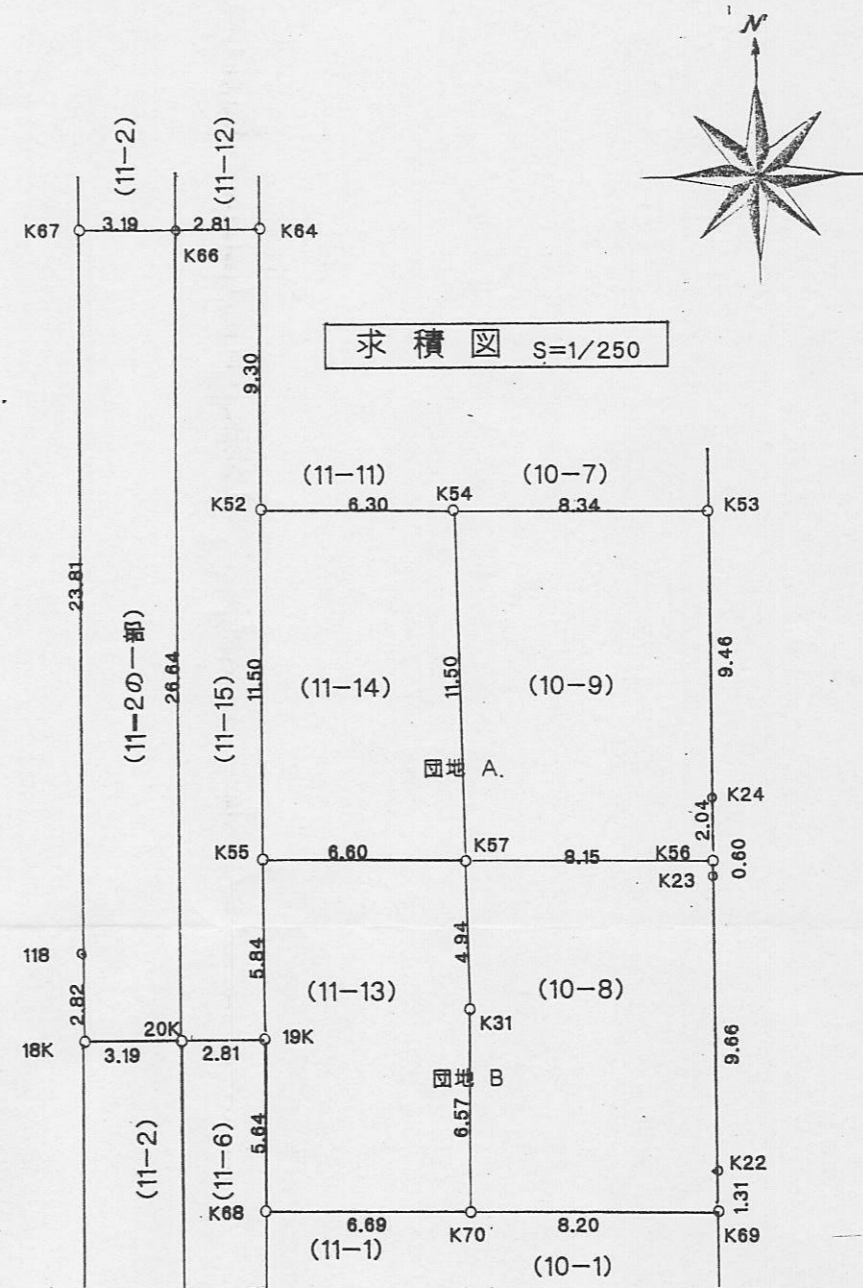 N
(11-2)
(11-12)
K67
3.19
2.81
K64
K66
求積図 S=1/250
9.30
(11-11)
(10-7)
K52
6.30
K54
8.34
K53
23.81
(11-2の一部)
26.64
(11-15)
11.50
(11-14)
11.50
(10-9)
9.46
団地 A.
K24
2.04
K55
6.60
K57
8.15
K56
0.60
K23
118
2.82
5.84
4.94
(11-13)
(10-8)
K31
18K
3.19
20K
2.81
19K
団地 B
9.66
(11-2)
(11-6)
5.64
6.57
K22
1.31
K68
6.69
K70
8.20
K69
(11-1)
(10-1)